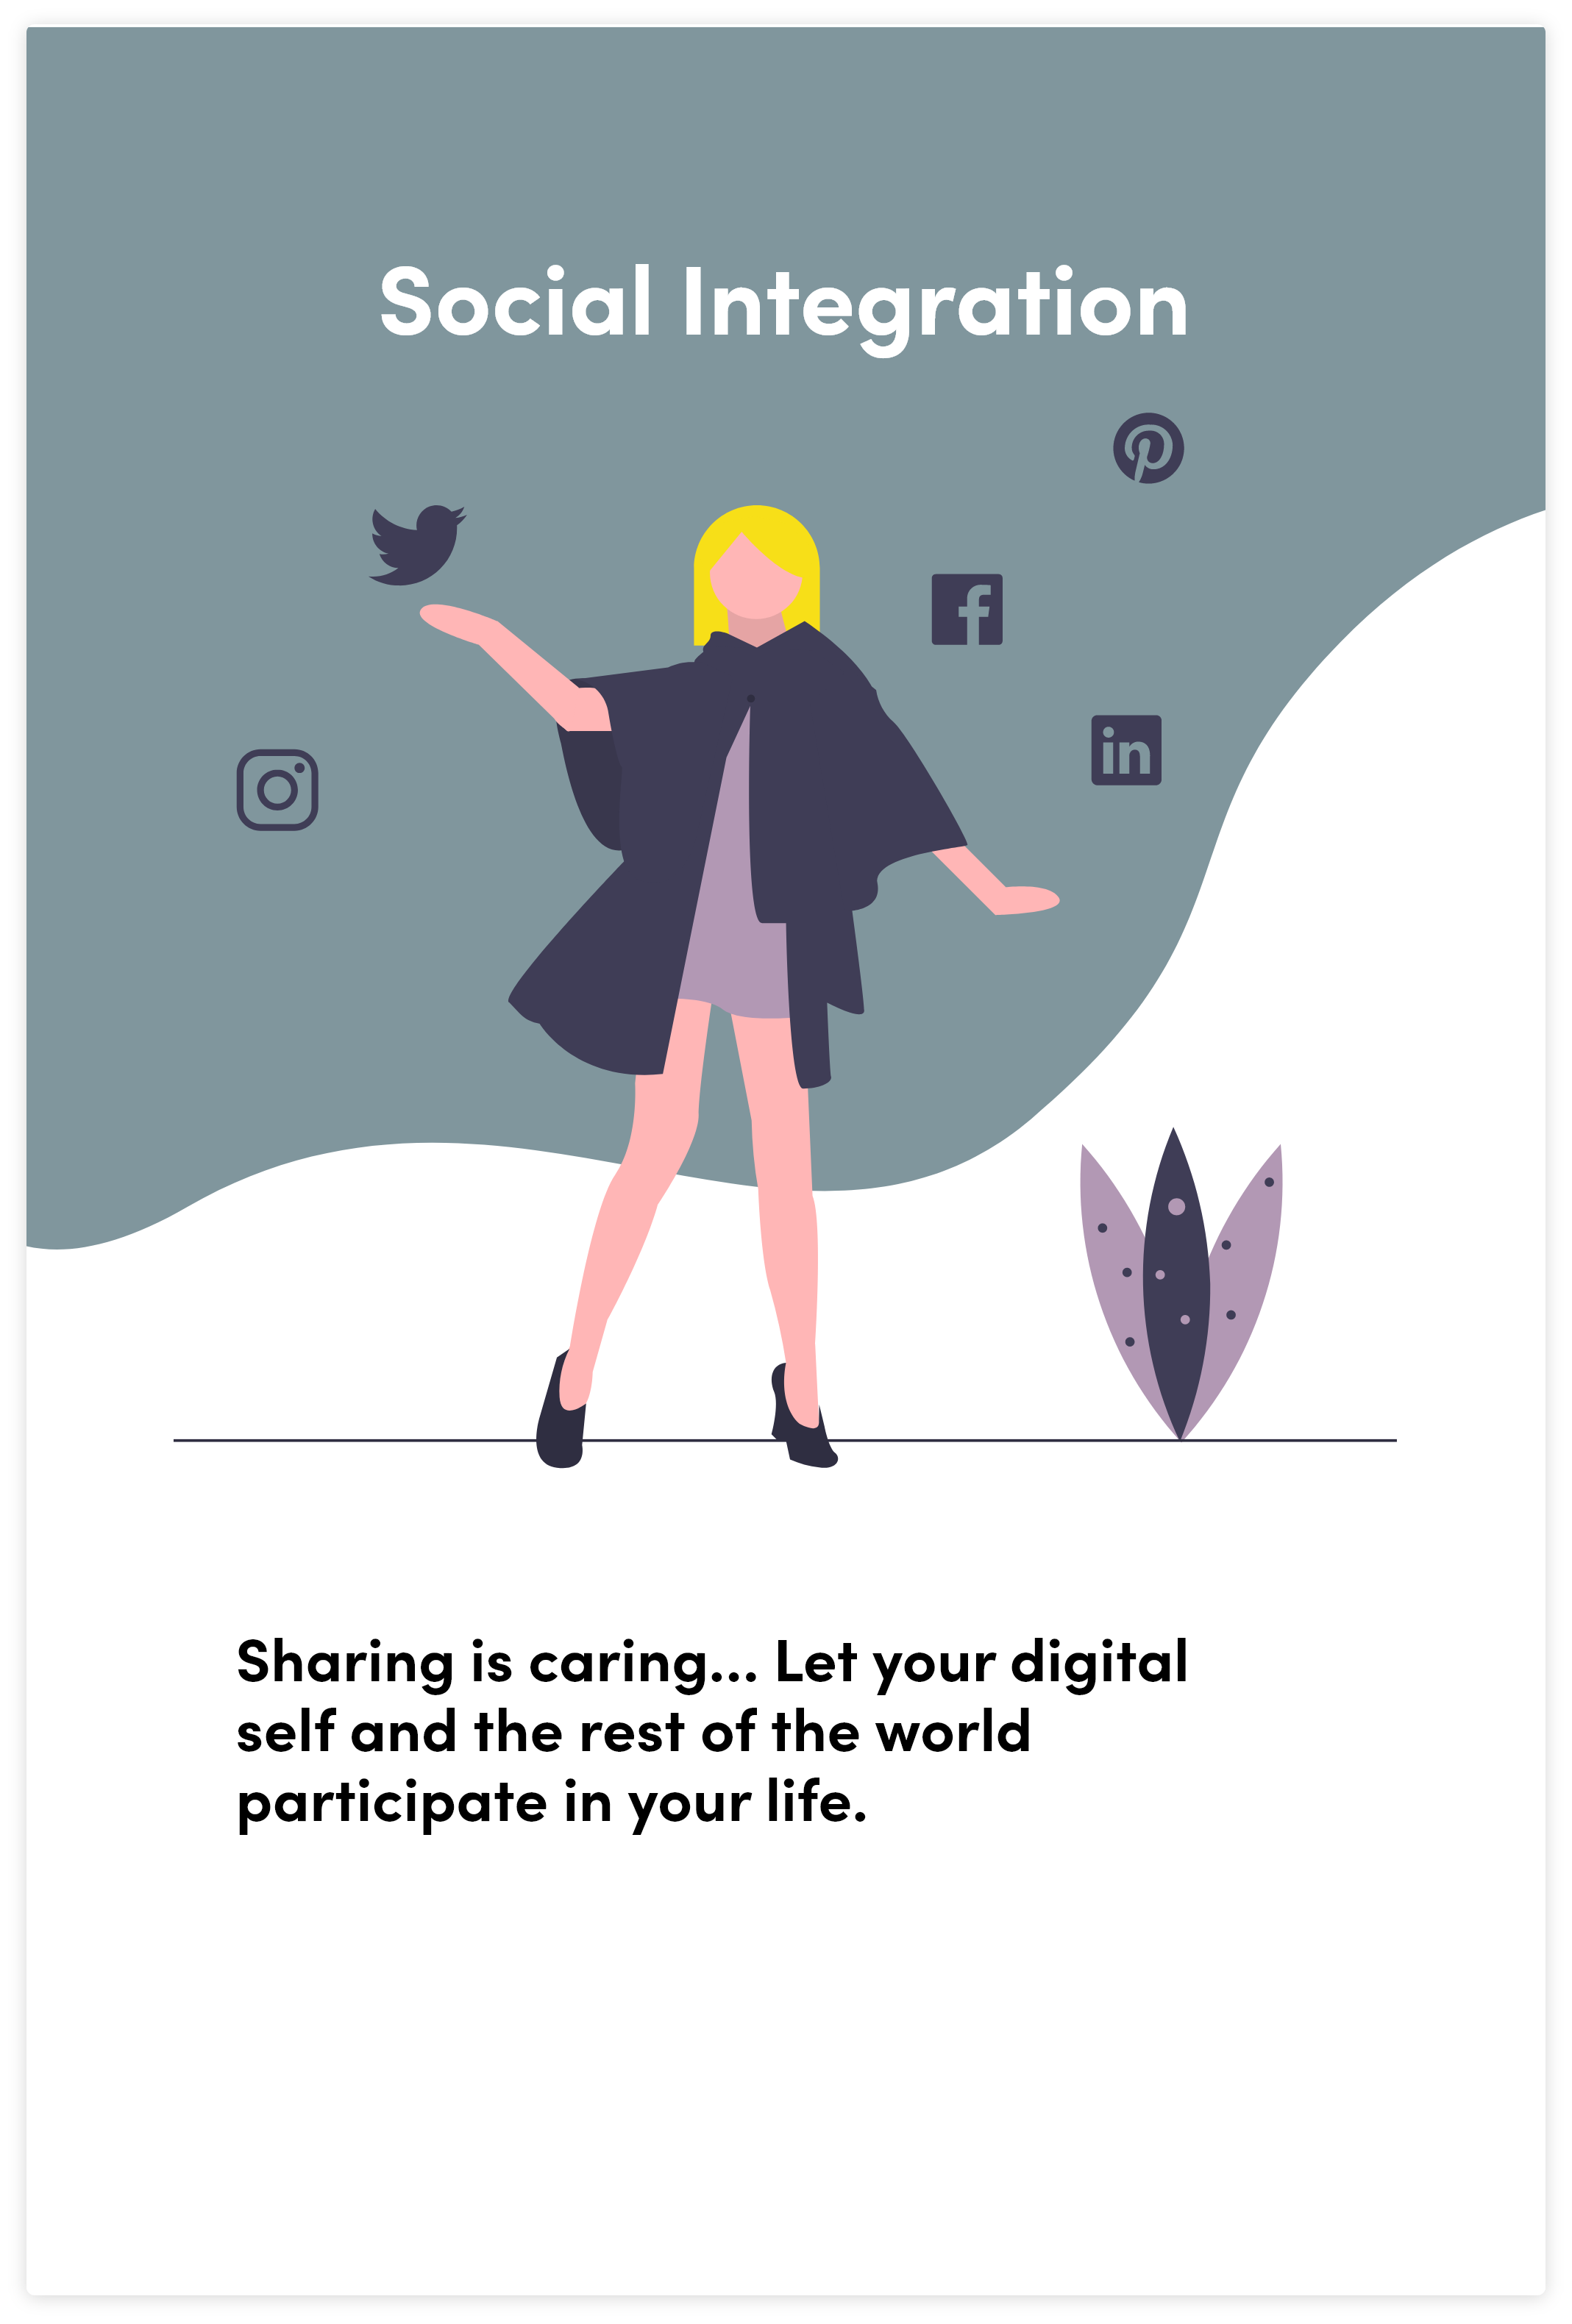 Social Integration
in
Sharing is caring... Let your digital
self and the rest of the world
participate in your life.